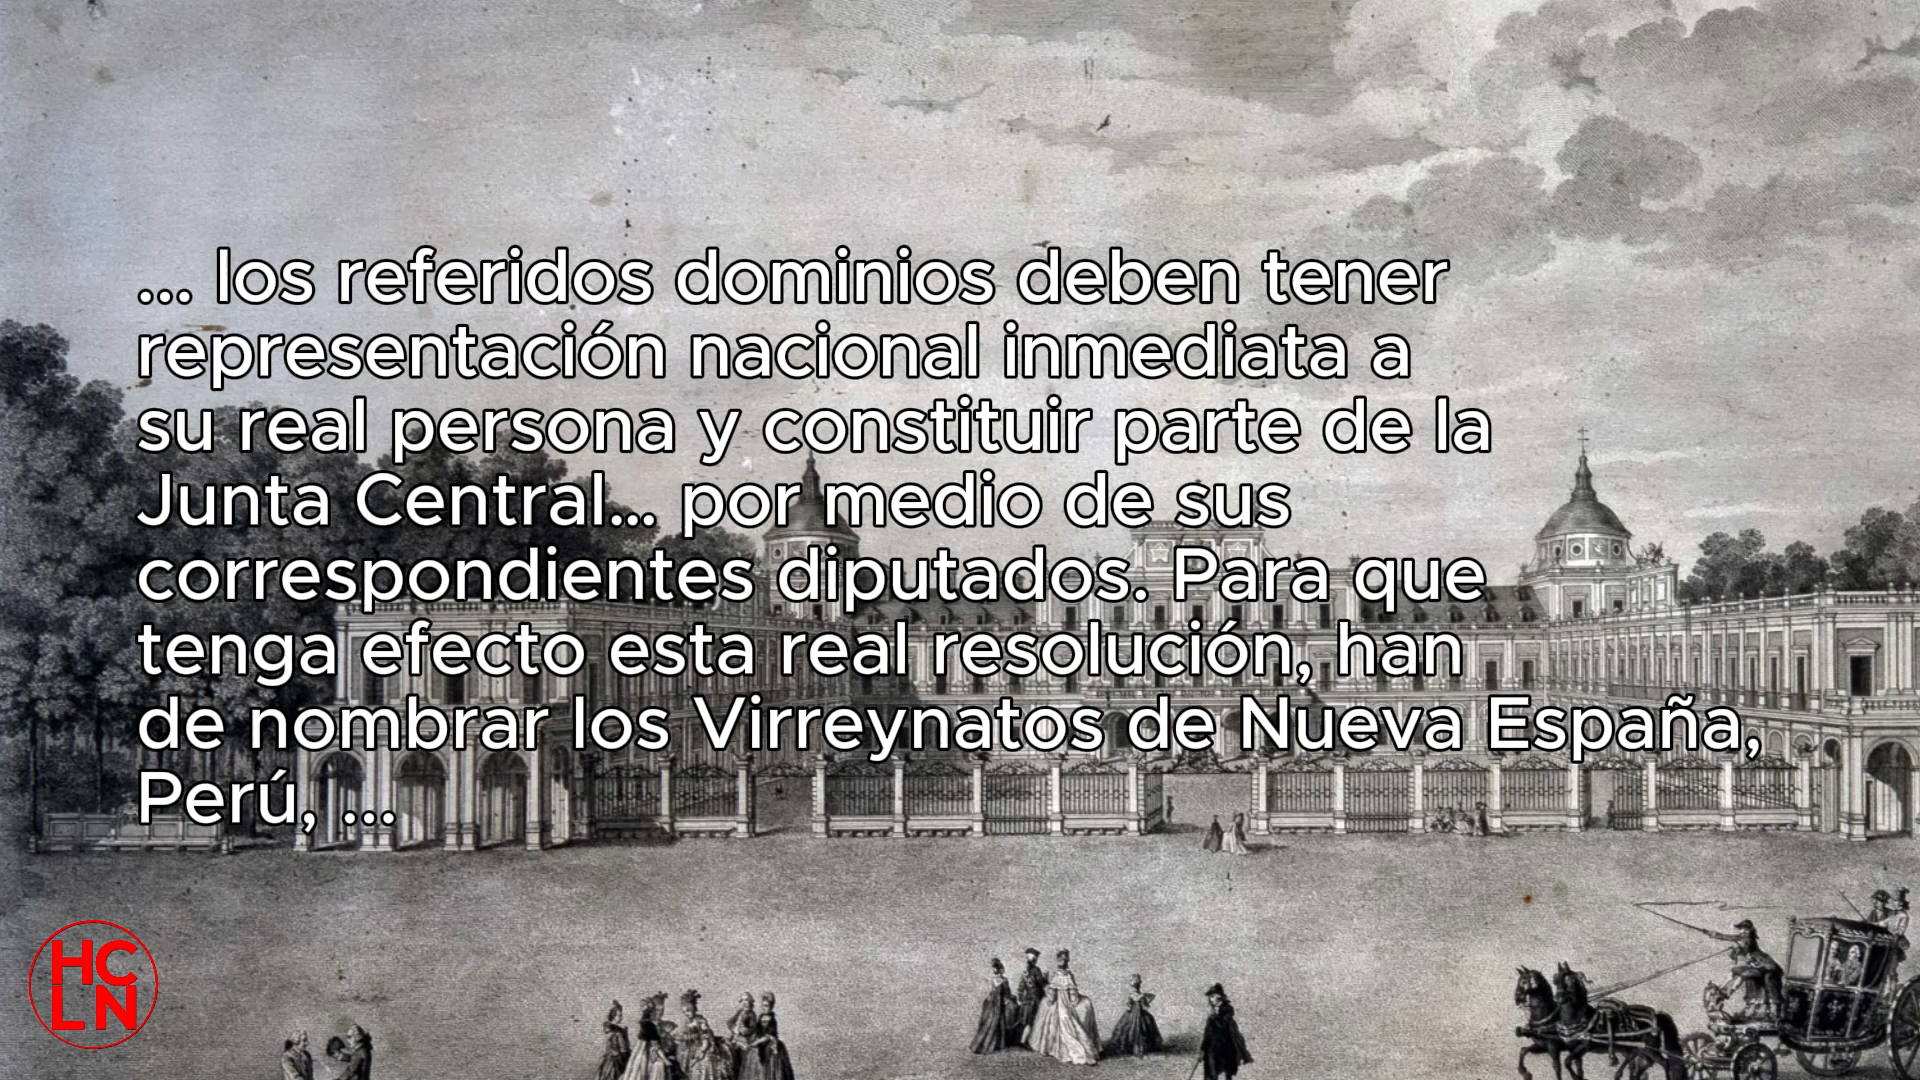 ... los referidos dominios deben tener
representación nacional inmediata a
su real persona y constituir parte de la
Junta Central... por medio de sus
correspondientes diputados. Para que
tenga efecto esta real resolución, han
de nombrar los Virreynatos de Nueva España,
Perú, ...
HC
LN